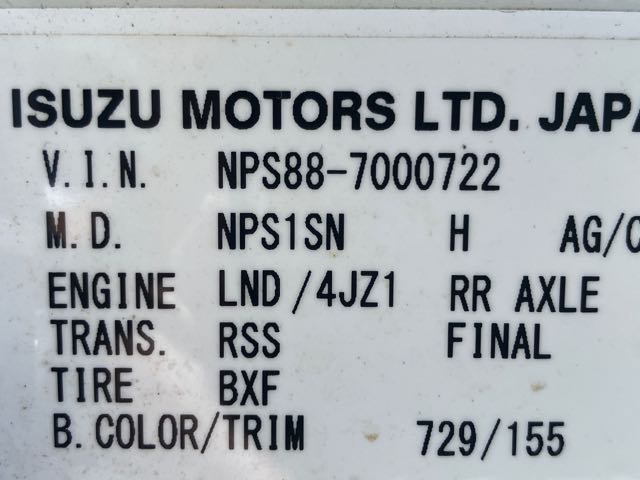 ISUZU MOTORS LTD. JAPA
V.I.N. NPS88-7000722
M.D. NPS1SN H AG/C
ENGINE LND/4JZ1 RR AXLE
TRANS. RSS FINAL
TIRE BXF
B.COLOR/TRIM 729/155